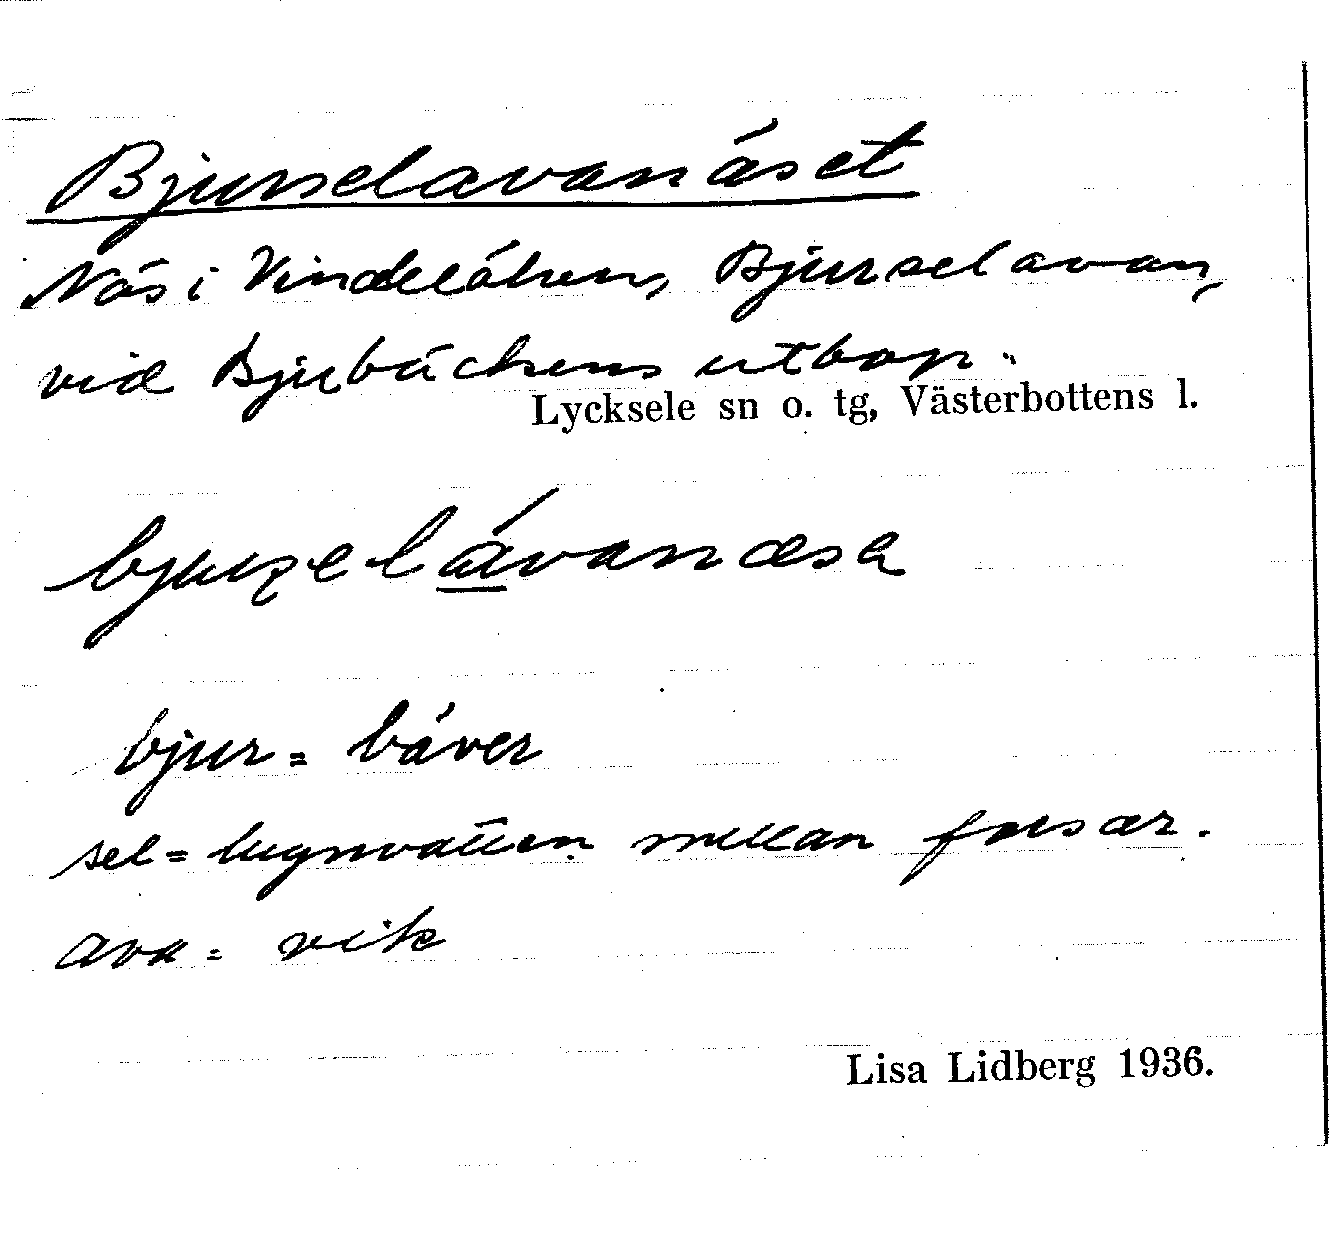 Bjurselavanäset
Näs i Vindelälven, Bjurselavan,
vid Bjurbäckens utlopp.
Lycksele sn o. tg, Västerbottens l.
bjur = bäver
sel = lugnvatten mellan forsar.
ava = vik
Lisa Lidberg 1936.